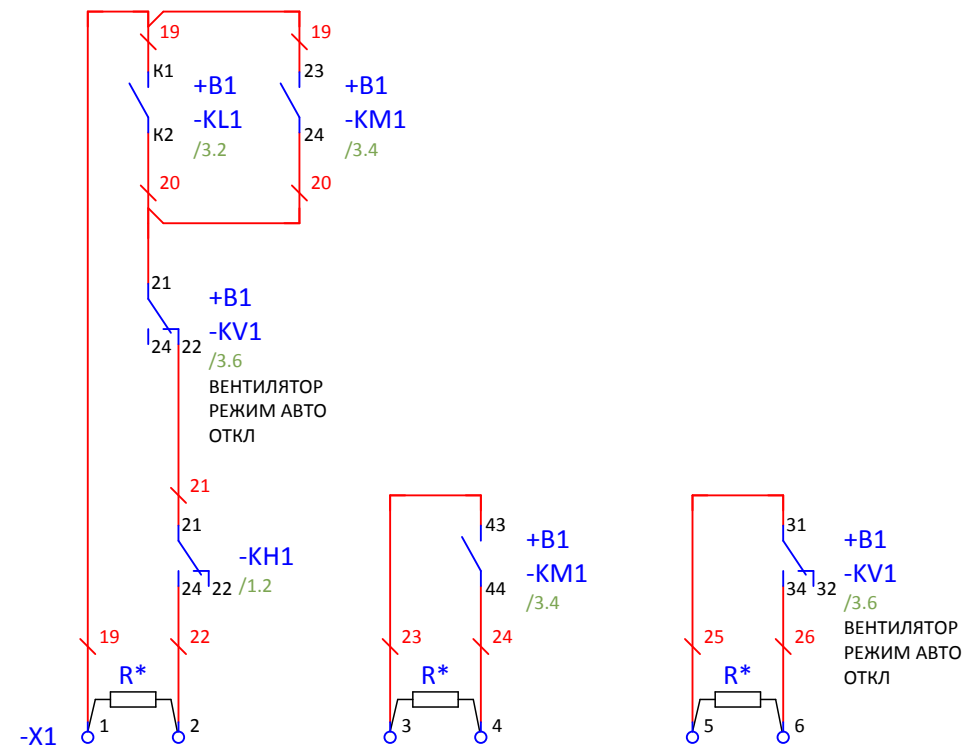 19
19
К1
+B1
-KL1
/3.2
К2
23
+B1
-KM1
/3.4
24
20
20
21
+B1
-KV1
/3.6
24 22
ВЕНТИЛЯТОР
РЕЖИМ АВТО
ОТКЛ
21
21
-KH1
/1.2
24 22
43
+B1
-KM1
/3.4
44
31
+B1
-KV1
/3.6
34 32
ВЕНТИЛЯТОР
РЕЖИМ АВТО
ОТКЛ
19
22
23
24
25
26
R*
R*
R*
-X1
1
2
3
4
5
6